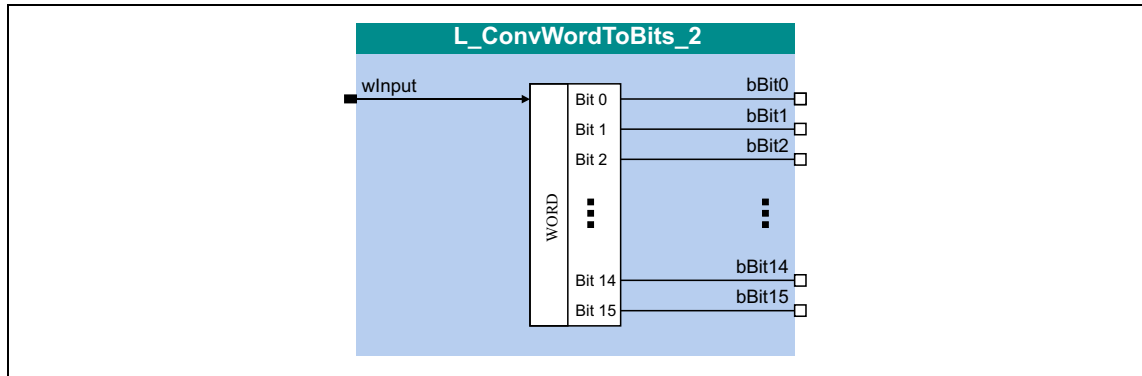 L_ConvWordToBits_2
wInput
WORD
Bit 0
bBit0
Bit 1
bBit1
Bit 2
bBit2
Bit 14
bBit14
Bit 15
bBit15